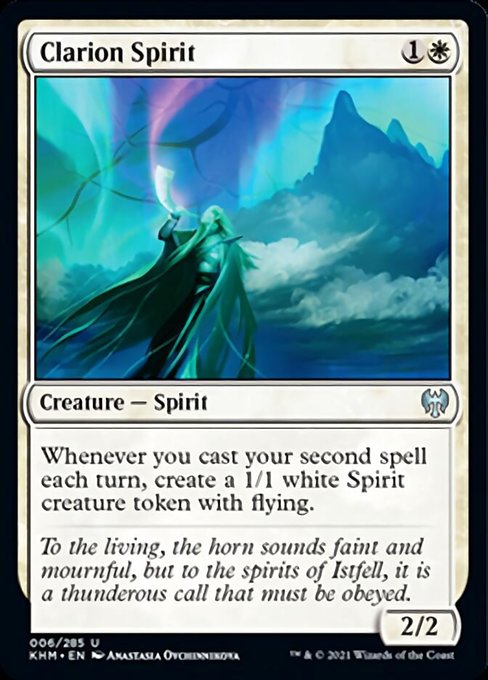 Clarion Spirit 1
Creature — Spirit
Whenever you cast your second spell
each turn, create a 1/1 white Spirit
creature token with flying.
To the living, the horn sounds faint and
mournful, but to the spirits of Istfell, it is
a thunderous call that must be obeyed.
2/2
006/285 U
KHM • EN Anastasia Ovchinnikova
™ & © 2021 Wizards of the Coast